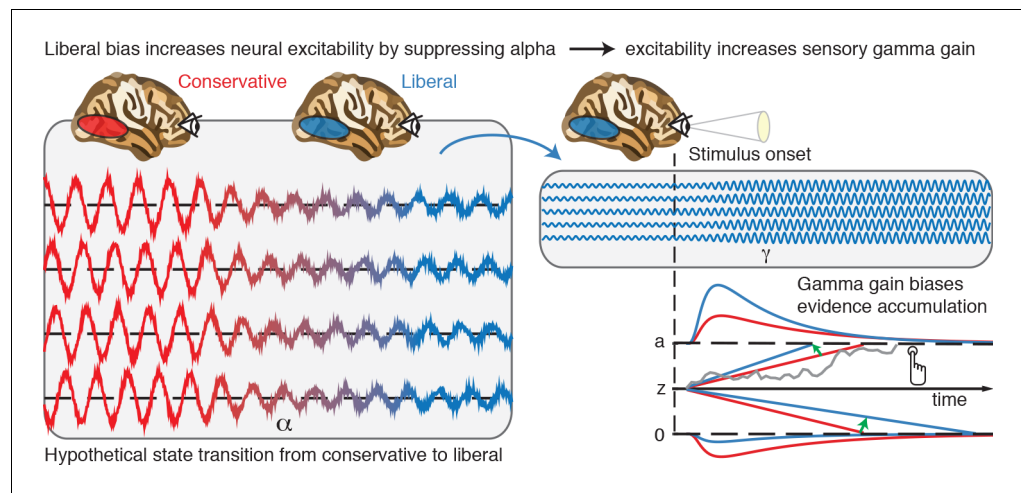 Liberal bias increases neural excitability by suppressing alpha → excitability increases sensory gamma gain
Conservative
Liberal
Stimulus onset
γ
Gamma gain biases
evidence accumulation
a
z
time
0
α
Hypothetical state transition from conservative to liberal